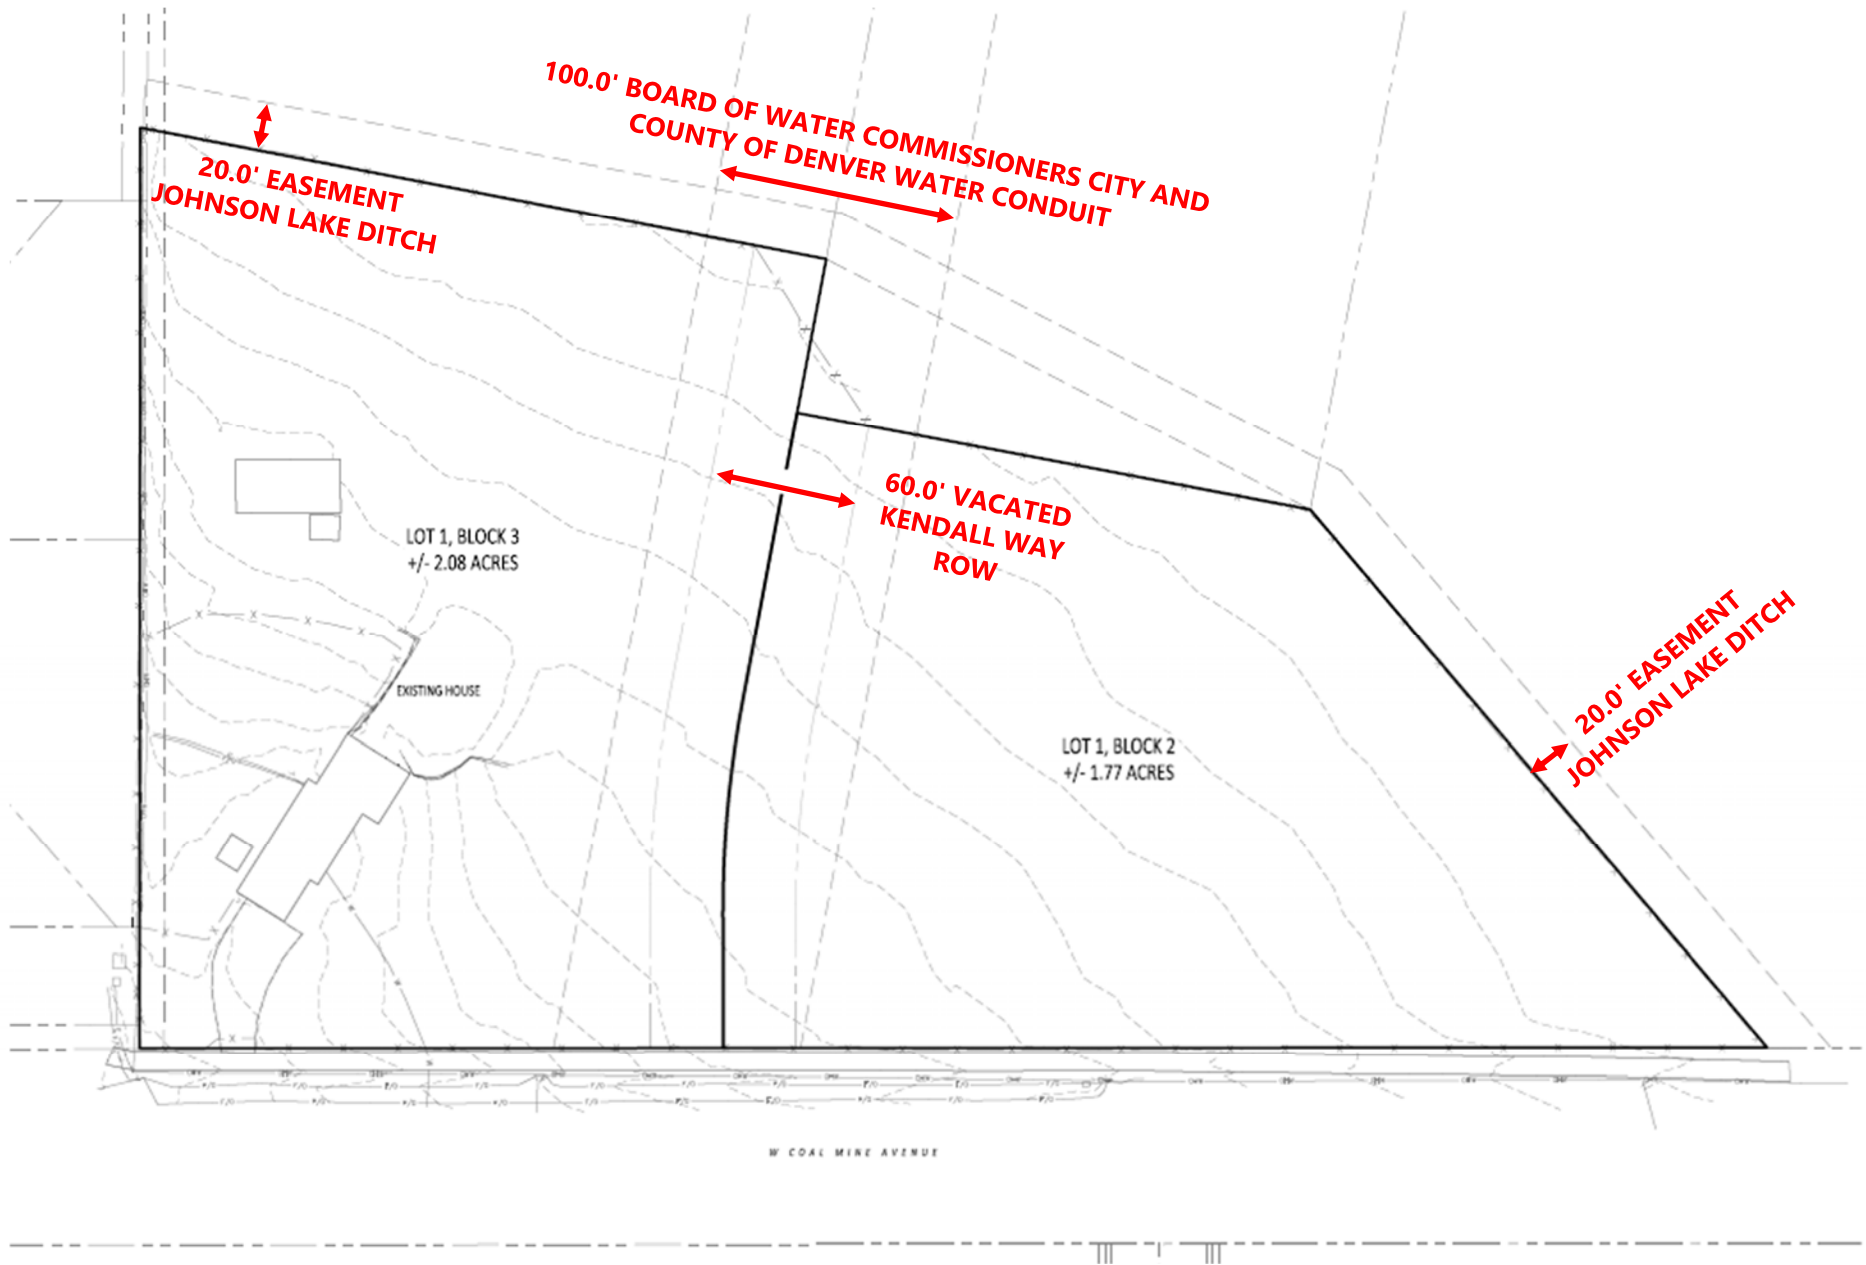 100.0' BOARD OF WATER COMMISSIONERS CITY AND
COUNTY OF DENVER WATER CONDUIT
20.0' EASEMENT
JOHNSON LAKE DITCH
60.0' VACATED
KENDALL WAY
ROW
LOT 1, BLOCK 3
+/- 2.08 ACRES
20.0' EASEMENT
JOHNSON LAKE DITCH
EXISTING HOUSE
LOT 1, BLOCK 2
+/- 1.77 ACRES
W COAL MINE AVENUE